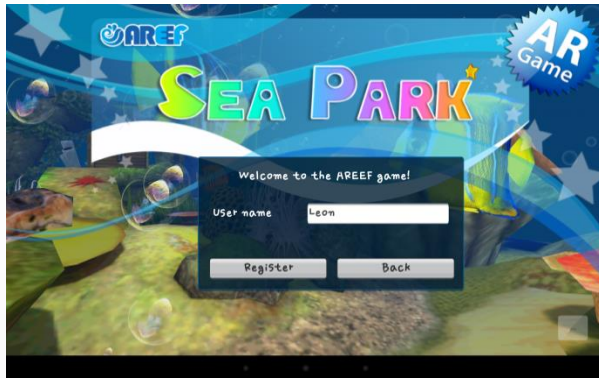 AREEF
AR
Game
SEA PARK
Welcome to the AREEF game!
USer name
Leon
RegiSter
Back